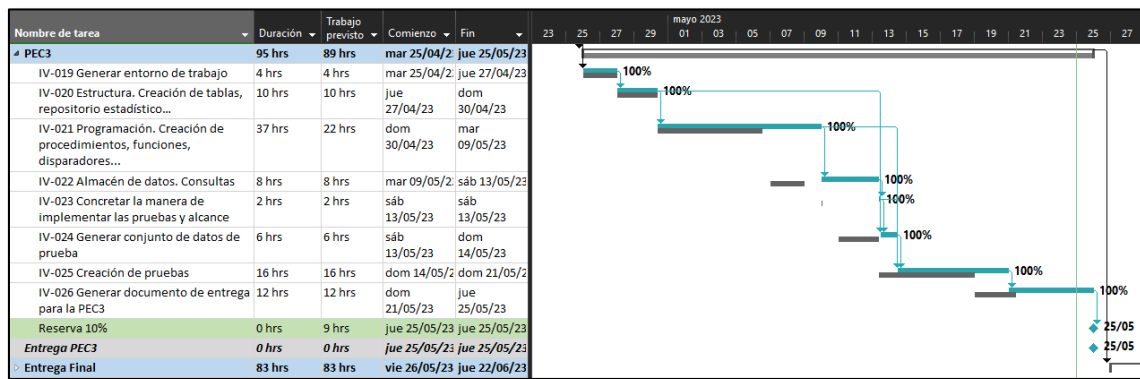 mayo 2023
Nombre de tarea Duración Trabajo previsto Comienzo Fin 23 25 27 29 01 03 05 07 09 11 13 15 17 19 21 23 25 27
PEC3 95 hrs 89 hrs mar 25/04/2 jue 25/05/23
IV-019 Generar entorno de trabajo 4 hrs 4 hrs mar 25/04/2 jue 27/04/23 100%
IV-020 Estructura. Creación de tablas, 10 hrs 10 hrs jue dom 100%
repositorio estadístico... 27/04/23 30/04/23
IV-021 Programación. Creación de 37 hrs 22 hrs dom mar 100%
procedimientos, funciones, 30/04/23 09/05/23
disparadores...
IV-022 Almacén de datos. Consultas 8 hrs 8 hrs mar 09/05/2 sáb 13/05/23 100%
IV-023 Concretar la manera de 2 hrs 2 hrs sáb sáb 100%
implementar las pruebas y alcance 13/05/23 13/05/23
IV-024 Generar conjunto de datos de 6 hrs 6 hrs sáb dom 100%
prueba 13/05/23 14/05/23
IV-025 Creación de pruebas 16 hrs 16 hrs dom 14/05/2 dom 21/05/2 100%
IV-026 Generar documento de entrega 12 hrs 12 hrs dom jue 100%
para la PEC3 21/05/23 25/05/23
Reserva 10% 0 hrs 9 hrs jue 25/05/23 jue 25/05/23 25/05
Entrega PEC3 0 hrs 0 hrs jue 25/05/23 jue 25/05/23 25/05
Entrega Final 83 hrs 83 hrs vie 26/05/23 jue 22/06/23